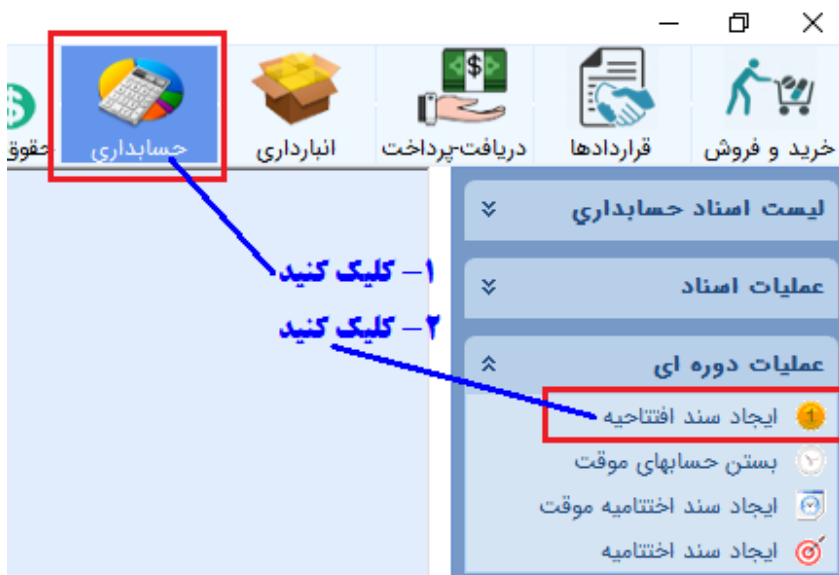 خرید و فروش
قراردادها
دریافت-پرداخت
انبارداری
حسابداری
حقوق
لیست اسناد حسابداری
۱- کلیک کنید
عملیات اسناد
۲- کلیک کنید
عملیات دوره ای
ایجاد سند افتتاحیه
بستن حسابهای موقت
ایجاد سند اختتامیه موقت
ایجاد سند اختتامیه